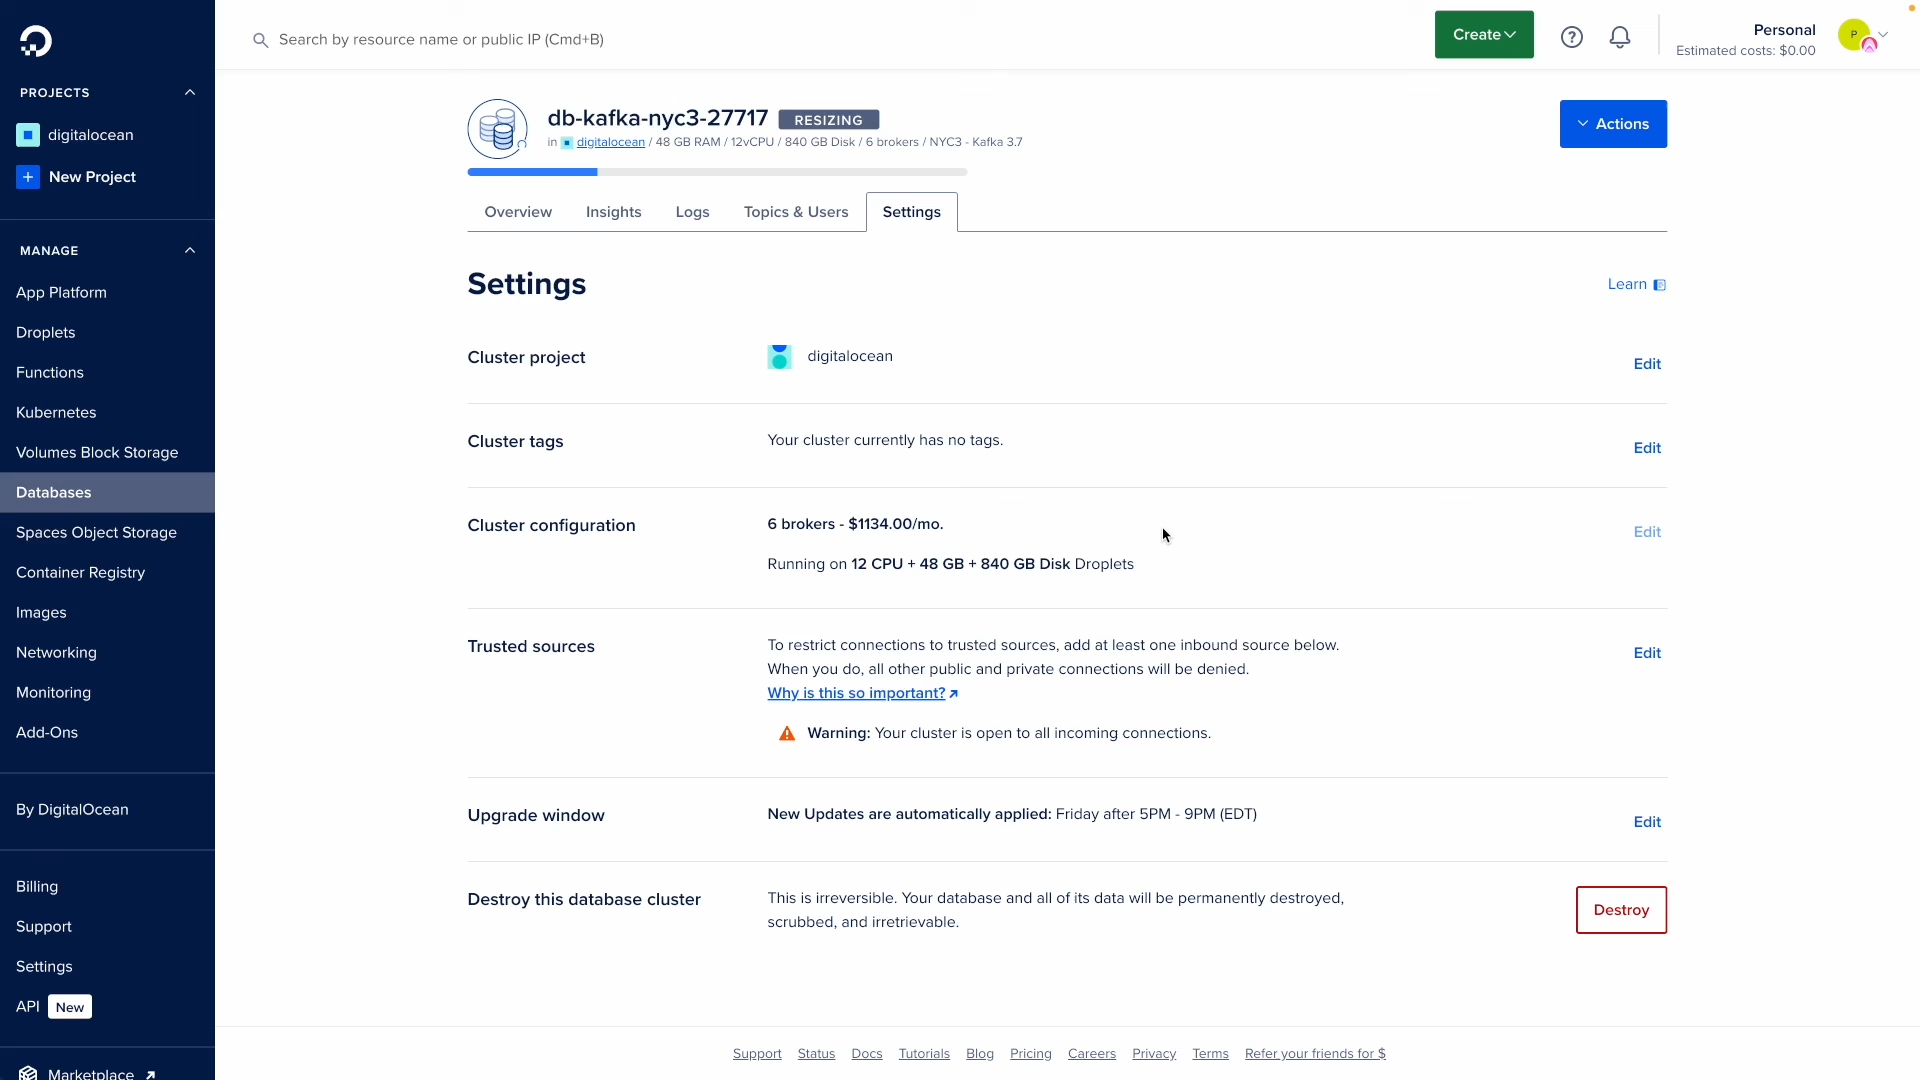 Search by resource name or public IP (Cmd+B)
Create
Personal
Estimated costs: $0.00
P
PROJECTS
digitalocean
+ New Project
MANAGE
App Platform
Droplets
Functions
Kubernetes
Volumes Block Storage
Databases
Spaces Object Storage
Container Registry
Images
Networking
Monitoring
Add-Ons
By DigitalOcean
Billing
Support
Settings
API New
Marketplace
db-kafka-nyc3-27717 RESIZING
in digitalocean / 48 GB RAM / 12vCPU / 840 GB Disk / 6 brokers / NYC3 - Kafka 3.7
Actions
Overview Insights Logs Topics & Users Settings
Settings
Learn
Cluster project
digitalocean
Edit
Cluster tags
Your cluster currently has no tags.
Edit
Cluster configuration
6 brokers - $1134.00/mo.
Edit
Running on 12 CPU + 48 GB + 840 GB Disk Droplets
Trusted sources
To restrict connections to trusted sources, add at least one inbound source below.
When you do, all other public and private connections will be denied.
Why is this so important?
Edit
Warning: Your cluster is open to all incoming connections.
Upgrade window
New Updates are automatically applied: Friday after 5PM - 9PM (EDT)
Edit
Destroy this database cluster
This is irreversible. Your database and all of its data will be permanently destroyed,
scrubbed, and irretrievable.
Destroy
Support Status Docs Tutorials Blog Pricing Careers Privacy Terms Refer your friends for $